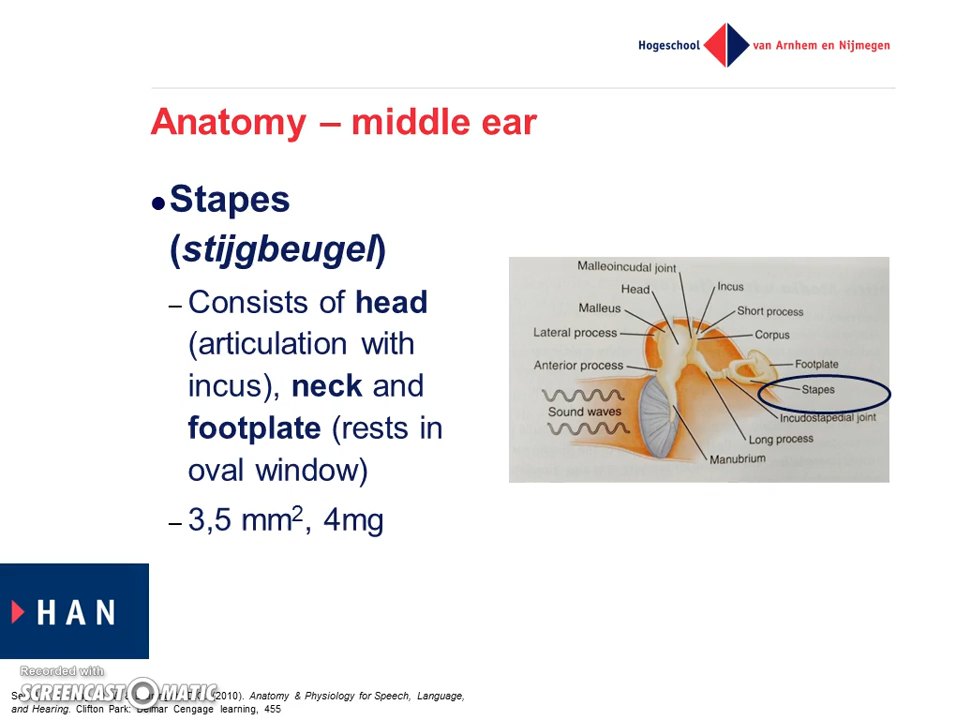 Hogeschool van Arnhem en Nijmegen
Anatomy – middle ear
Stapes
(stijgbeugel)
– Consists of head
(articulation with
incus), neck and
footplate (rests in
oval window)
– 3,5 mm², 4mg
Malleoincudal joint
Head
Incus
Malleus
Short process
Lateral process
Corpus
Anterior process
Footplate
Stapes
Sound waves
Incudostapedial joint
Long process
Manubrium
HAN
Recorded with
SCREENCAST MATIC
(2010). Anatomy & Physiology for Speech, Language,
and Hearing. Clifton Park: Delmar Cengage learning, 455